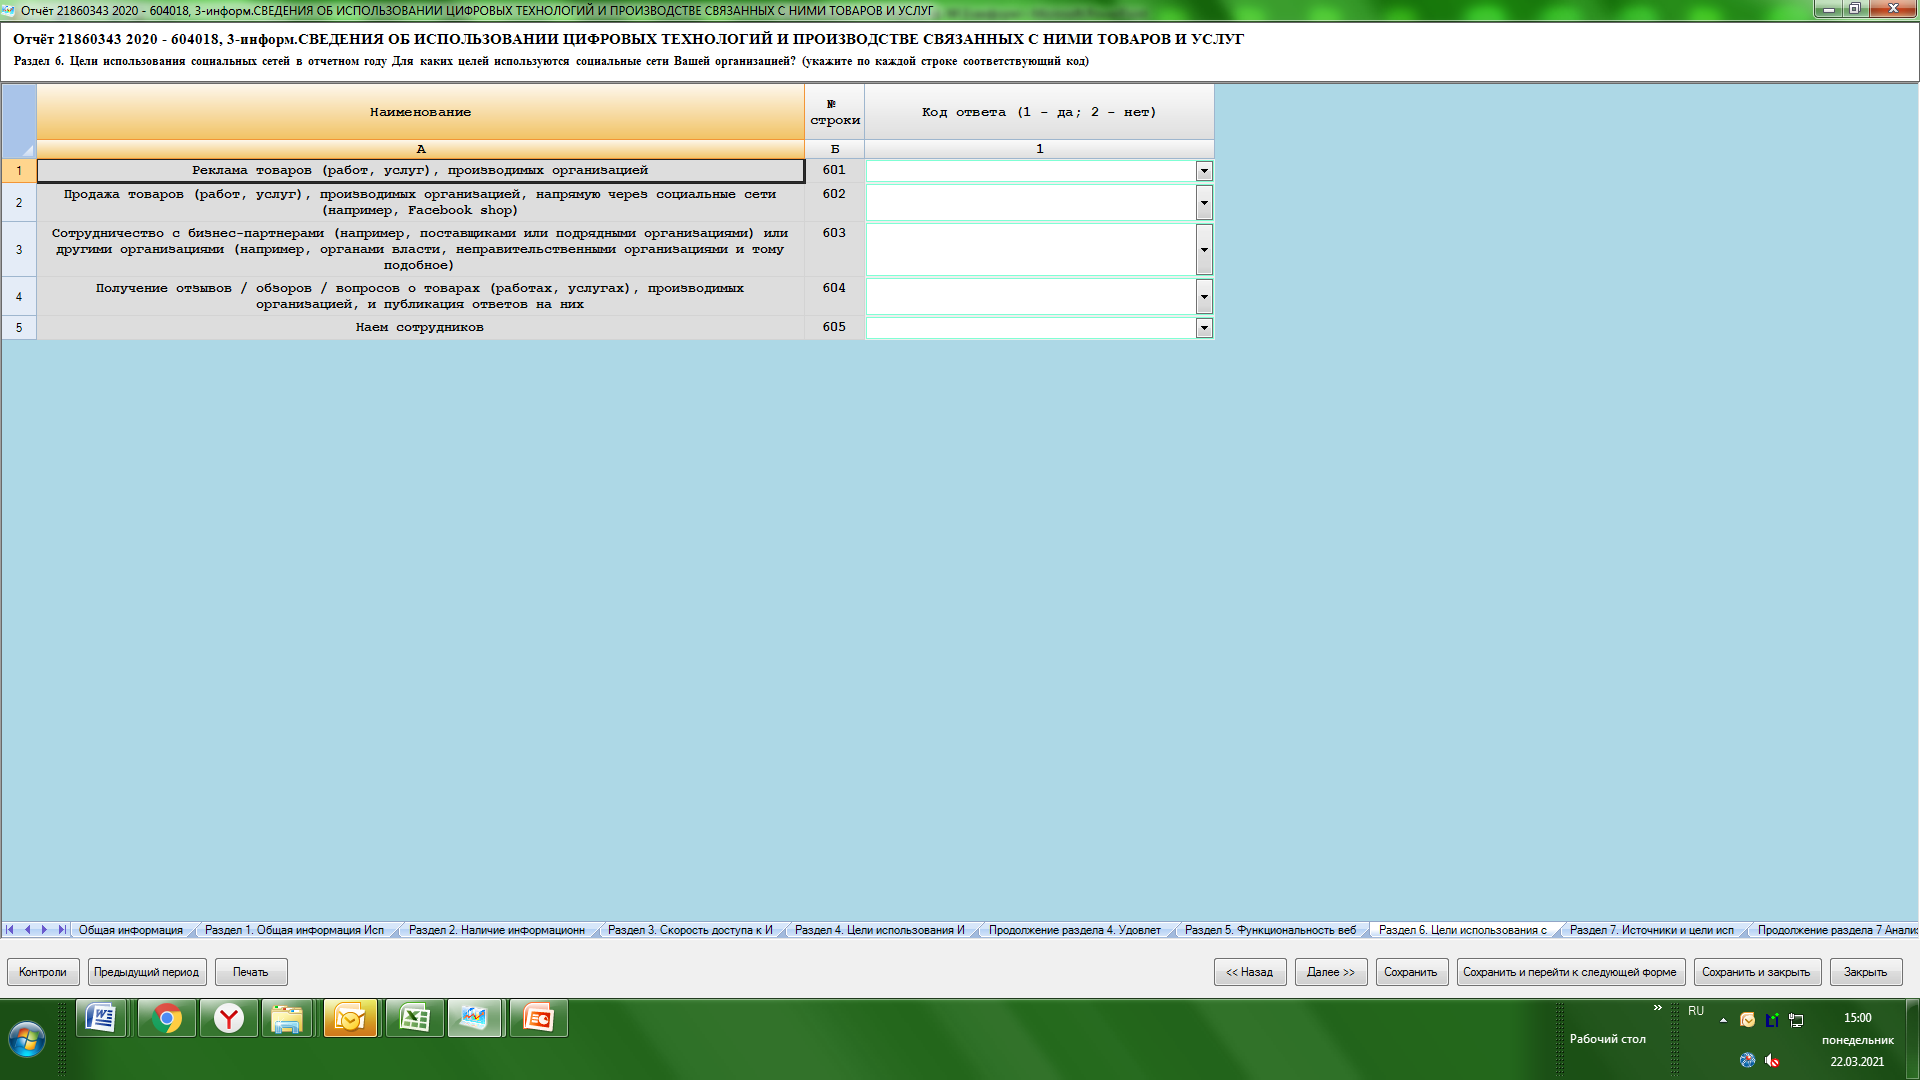 Отчёт 21860343 2020 - 604018, 3-информ.СВЕДЕНИЯ ОБ ИСПОЛЬЗОВАНИИ ЦИФРОВЫХ ТЕХНОЛОГИЙ И ПРОИЗВОДСТВЕ СВЯЗАННЫХ С НИМИ ТОВАРОВ И УСЛУГ
Отчёт 21860343 2020 - 604018, 3-информ.СВЕДЕНИЯ ОБ ИСПОЛЬЗОВАНИИ ЦИФРОВЫХ ТЕХНОЛОГИЙ И ПРОИЗВОДСТВЕ СВЯЗАННЫХ С НИМИ ТОВАРОВ И УСЛУГ
Раздел 6. Цели использования социальных сетей в отчетном году Для каких целей используются социальные сети Вашей организацией? (укажите по каждой строке соответствующий код)
Наименование
№
строки
Код ответа (1 - да; 2 - нет)
А Б 1
1 Реклама товаров (работ, услуг), производимых организацией 601
2 Продажа товаров (работ, услуг), производимых организацией, напрямую через социальные сети 602
(например, Facebook shop)
3 Сотрудничество с бизнес-партнерами (например, поставщиками или подрядными организациями) или 603
другими организациями (например, органами власти, неправительственными организациями и тому
подобное)
4 Получение отзывов / обзоров / вопросов о товарах (работах, услугах), производимых 604
организацией, и публикация ответов на них
5 Наем сотрудников 605
Общая информация Раздел 1. Общая информация Исп Раздел 2. Наличие информационн Раздел 3. Скорость доступа к И Раздел 4. Цели использования И Продолжение раздела 4. Удовлет Раздел 5. Функциональность веб Раздел 6. Цели использования с Раздел 7. Источники и цели исп Продолжение раздела 7 Анали
Контроли Предыдущий период Печать << Назад Далее >> Сохранить Сохранить и перейти к следующей форме Сохранить и закрыть Закрыть
Рабочий стол
RU
15:00
понедельник
22.03.2021